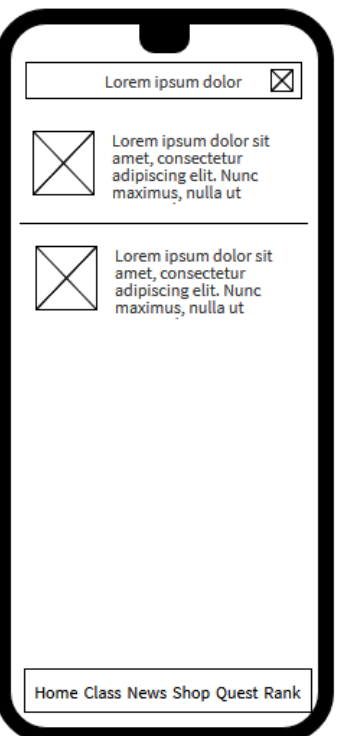 Lorem ipsum dolor
Lorem ipsum dolor sit
amet, consectetur
adipiscing elit. Nunc
maximus, nulla ut
Lorem ipsum dolor sit
amet, consectetur
adipiscing elit. Nunc
maximus, nulla ut
Home Class News Shop Quest Rank